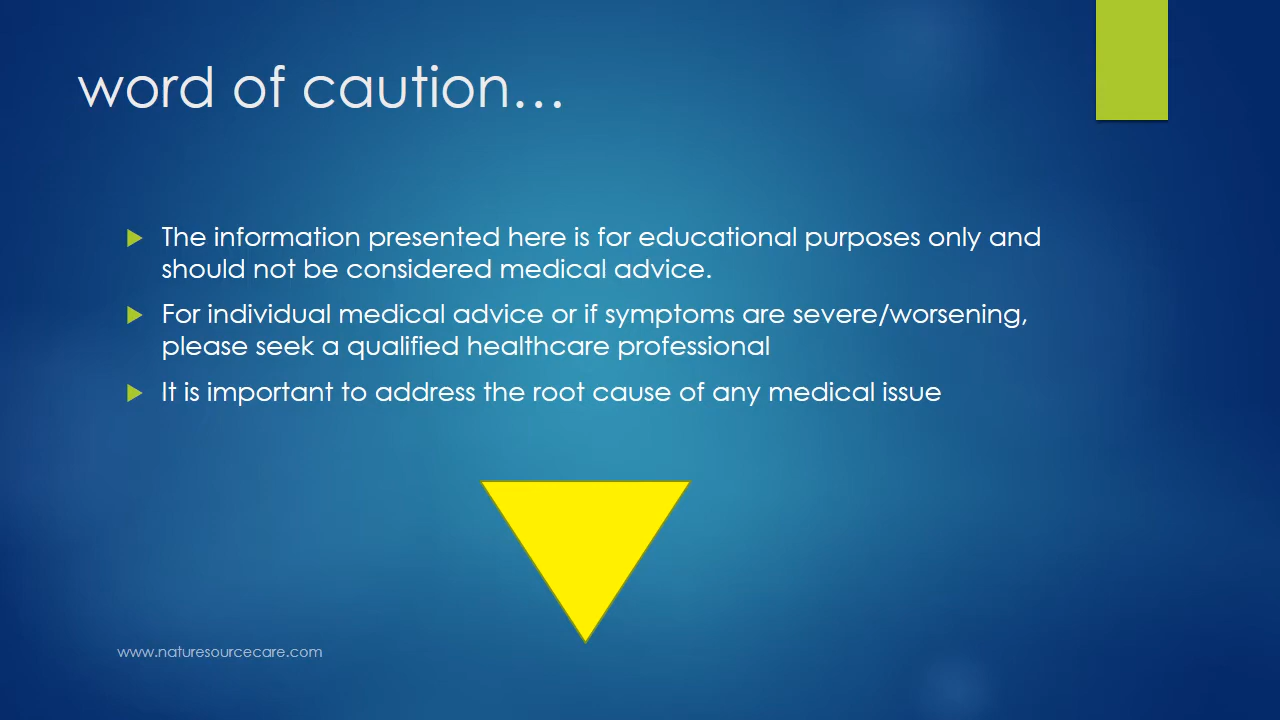 word of caution...
The information presented here is for educational purposes only and
should not be considered medical advice.
For individual medical advice or if symptoms are severe/worsening,
please seek a qualified healthcare professional
It is important to address the root cause of any medical issue
www.naturesourcecare.com